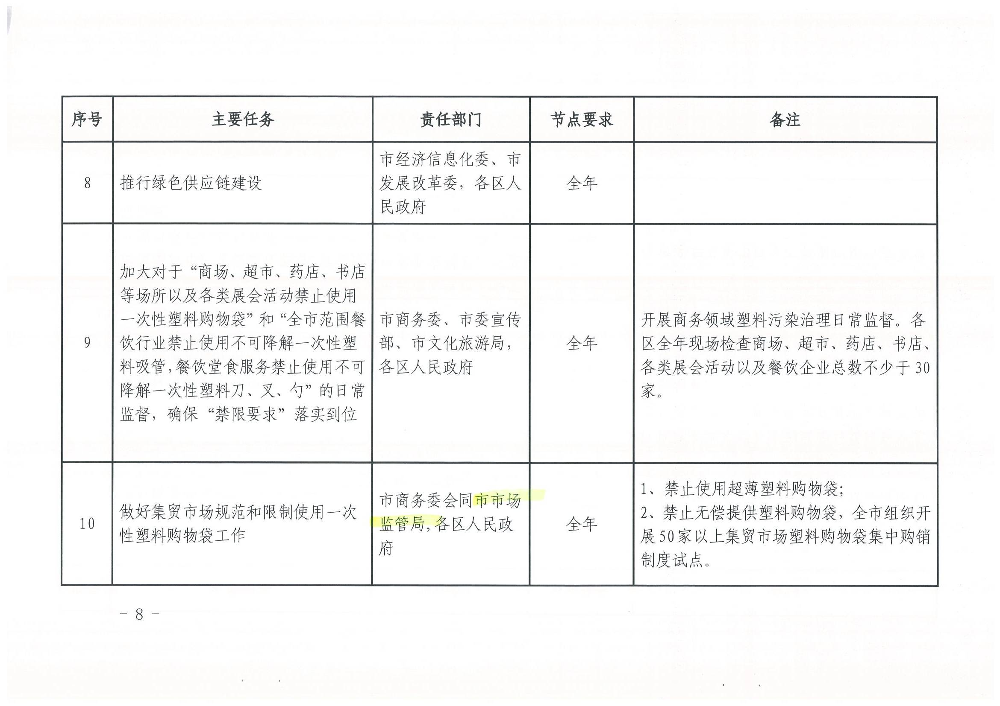 序号 主要任务 责任部门 节点要求 备注
市经济信息化委、市
8 推行绿色供应链建设 发展改革委，各区人 全年
民政府
加大对于“商场、超市、药店、书店
等场所以及各类展会活动禁止使用
一次性塑料购物袋”和“全市范围餐
饮行业禁止使用不可降解一次性塑
料吸管,餐饮堂食服务禁止使用不可
降解一次性塑料刀、叉、勺”的日常
监督，确保“禁限要求”落实到位
9
市商务委、市委宣传
部、市文化旅游局，
各区人民政府
全年
开展商务领域塑料污染治理日常监督。各
区全年现场检查商场、超市、药店、书店、
各类展会活动以及餐饮企业总数不少于 30
家。
10
做好集贸市场规范和限制使用一次
性塑料购物袋工作
市商务委会同市市场
监管局,各区人民政
府
全年
1、禁止使用超薄塑料购物袋；
2、禁止无偿提供塑料购物袋，全市组织开
展 50 家以上集贸市场塑料购物袋集中购销
制度试点。
- 8 -